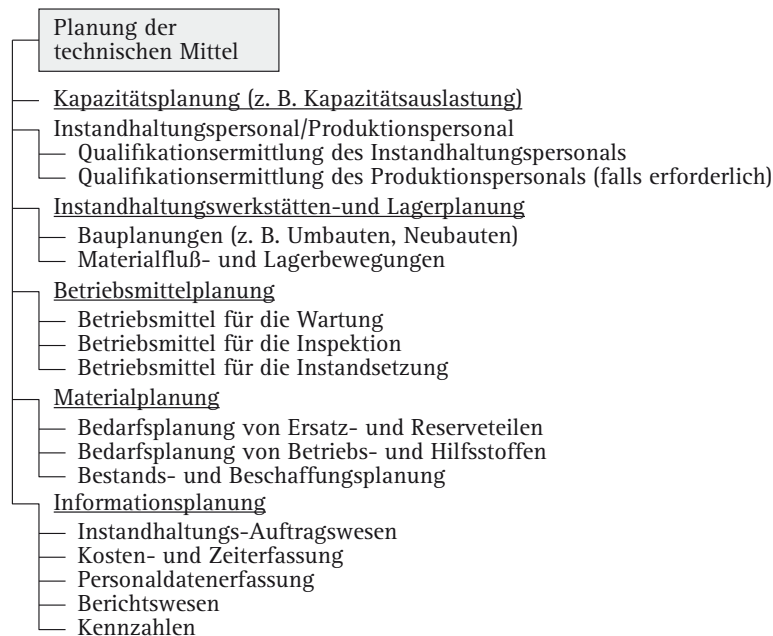 Planung der
technischen Mittel
Kapazitätsplanung (z. B. Kapazitätsauslastung)
Instandhaltungspersonal/Produktionspersonal
Qualifikationsermittlung des Instandhaltungspersonals
Qualifikationsermittlung des Produktionspersonals (falls erforderlich)
Instandhaltungswerkstätten-und Lagerplanung
Bauplanungen (z. B. Umbauten, Neubauten)
Materialfluß- und Lagerbewegungen
Betriebsmittelplanung
Betriebsmittel für die Wartung
Betriebsmittel für die Inspektion
Betriebsmittel für die Instandsetzung
Materialplanung
Bedarfsplanung von Ersatz- und Reserveteilen
Bedarfsplanung von Betriebs- und Hilfsstoffen
Bestands- und Beschaffungsplanung
Informationsplanung
Instandhaltungs-Auftragswesen
Kosten- und Zeiterfassung
Personaldatenerfassung
Berichtswesen
Kennzahlen